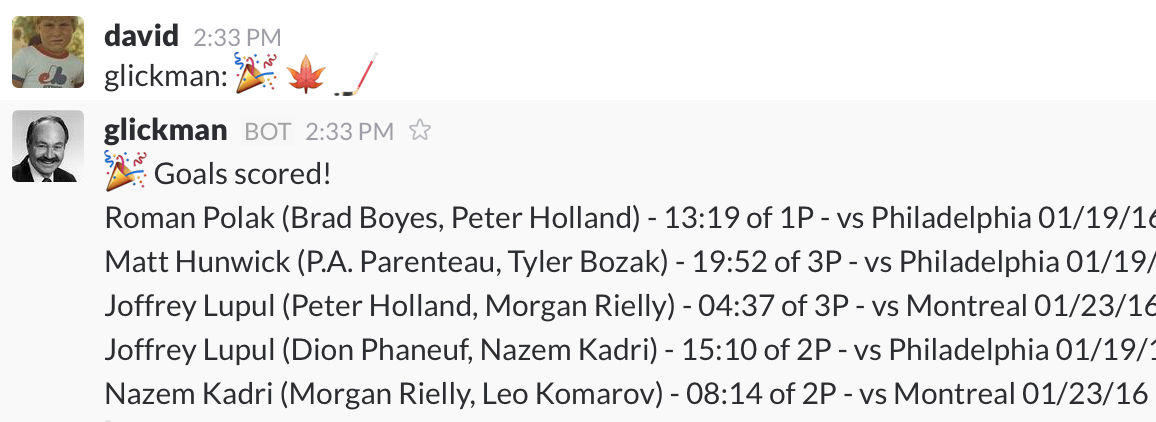 david 2:33 PM
glickman: 🎉 🍁 🏒
glickman BOT 2:33 PM
🎉 Goals scored!
Roman Polak (Brad Boyes, Peter Holland) - 13:19 of 1P - vs Philadelphia 01/19/16
Matt Hunwick (P.A. Parenteau, Tyler Bozak) - 19:52 of 3P - vs Philadelphia 01/19/
Joffrey Lupul (Peter Holland, Morgan Rielly) - 04:37 of 3P - vs Montreal 01/23/16
Joffrey Lupul (Dion Phaneuf, Nazem Kadri) - 15:10 of 2P - vs Philadelphia 01/19/1
Nazem Kadri (Morgan Rielly, Leo Komarov) - 08:14 of 2P - vs Montreal 01/23/16